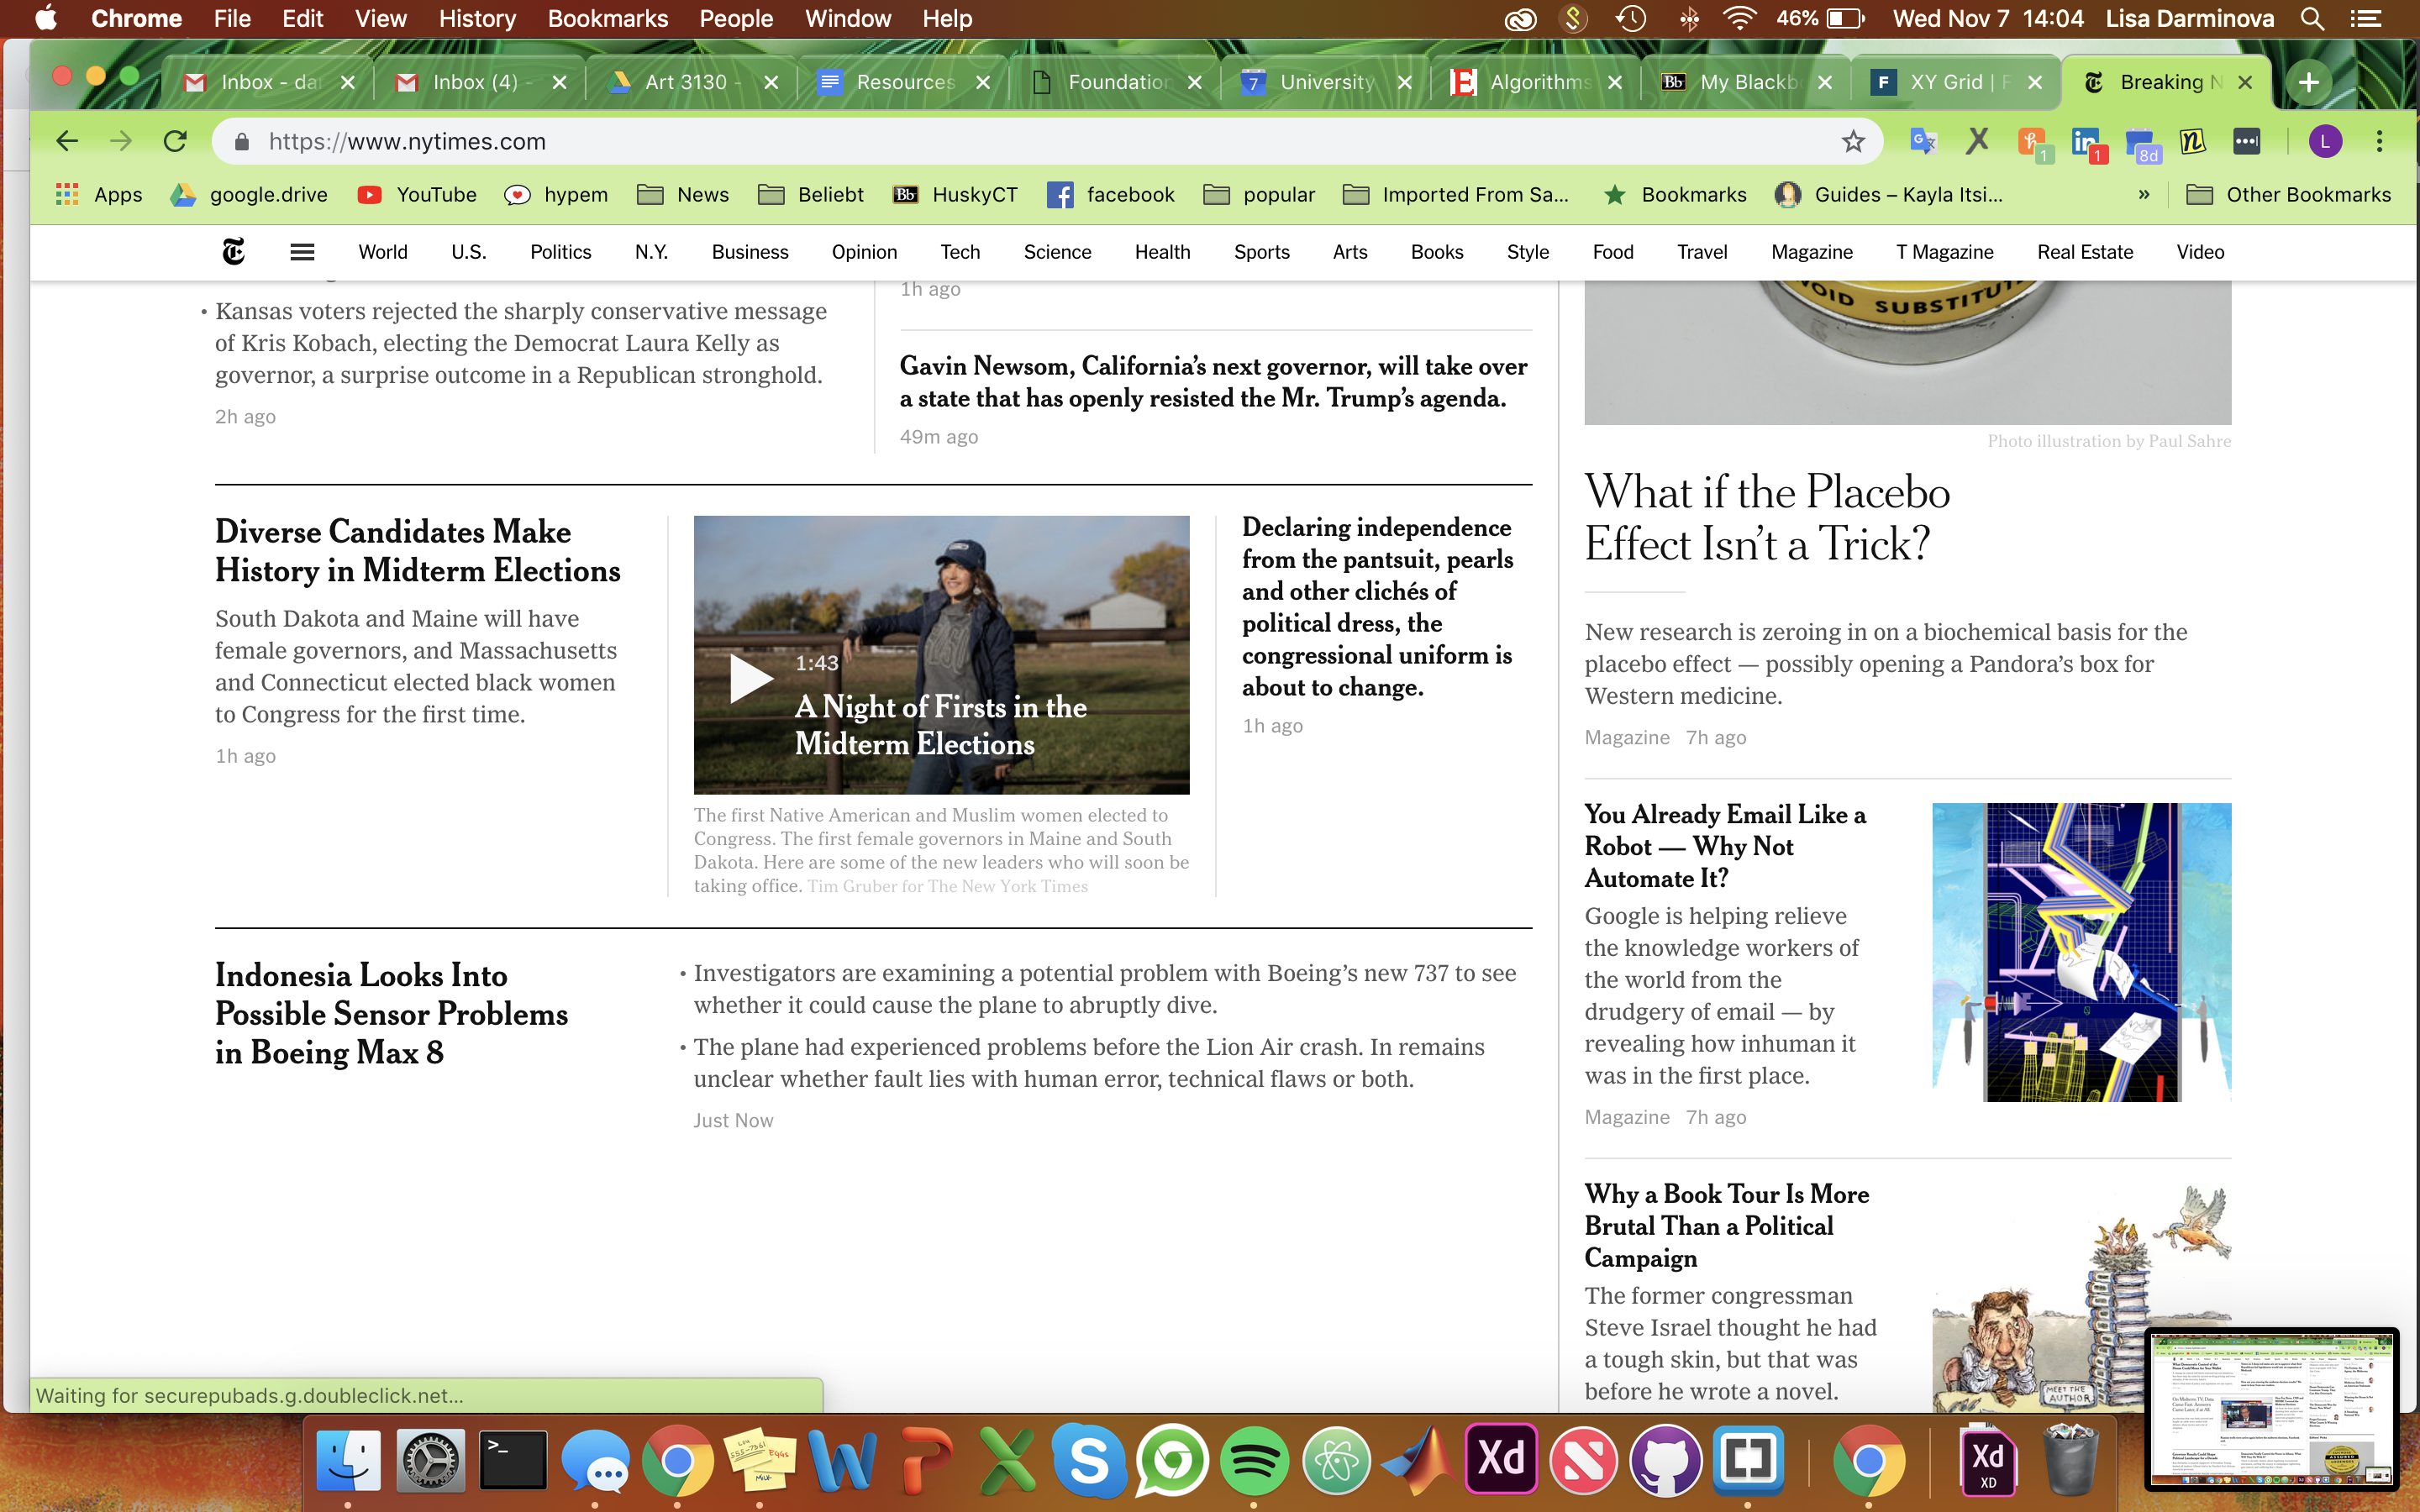 Chrome File Edit View History Bookmarks People Window Help 46% Wed Nov 7 14:04 Lisa Darminova
Inbox - da Inbox (4) - Art 3130 - Resources Foundation University Algorithms My Blackb XY Grid | F Breaking N
https://www.nytimes.com
Apps google.drive YouTube hypem News Beliebt HuskyCT facebook popular Imported From Sa... Bookmarks Guides – Kayla Itsi... » Other Bookmarks
World U.S. Politics N.Y. Business Opinion Tech Science Health Sports Arts Books Style Food Travel Magazine T Magazine Real Estate Video
• Kansas voters rejected the sharply conservative message
of Kris Kobach, electing the Democrat Laura Kelly as
governor, a surprise outcome in a Republican stronghold.
2h ago
1h ago
Gavin Newsom, California’s next governor, will take over
a state that has openly resisted the Mr. Trump’s agenda.
49m ago
Diverse Candidates Make
History in Midterm Elections
South Dakota and Maine will have
female governors, and Massachusetts
and Connecticut elected black women
to Congress for the first time.
1h ago
1:43
A Night of Firsts in the
Midterm Elections
The first Native American and Muslim women elected to
Congress. The first female governors in Maine and South
Dakota. Here are some of the new leaders who will soon be
taking office. Tim Gruber for The New York Times
Declaring independence
from the pantsuit, pearls
and other clichés of
political dress, the
congressional uniform is
about to change.
1h ago
Indonesia Looks Into
Possible Sensor Problems
in Boeing Max 8
• Investigators are examining a potential problem with Boeing’s new 737 to see
whether it could cause the plane to abruptly dive.
• The plane had experienced problems before the Lion Air crash. In remains
unclear whether fault lies with human error, technical flaws or both.
Just Now
SUBSTITUT
Photo illustration by Paul Sahre
What if the Placebo
Effect Isn’t a Trick?
New research is zeroing in on a biochemical basis for the
placebo effect — possibly opening a Pandora’s box for
Western medicine.
Magazine 7h ago
You Already Email Like a
Robot — Why Not
Automate It?
Google is helping relieve
the knowledge workers of
the world from the
drudgery of email — by
revealing how inhuman it
was in the first place.
Magazine 7h ago
Why a Book Tour Is More
Brutal Than a Political
Campaign
The former congressman
Steve Israel thought he had
a tough skin, but that was
before he wrote a novel.
MEET THE
AUTHOR
Waiting for securepubads.g.doubleclick.net...
Xd
Xd
XD